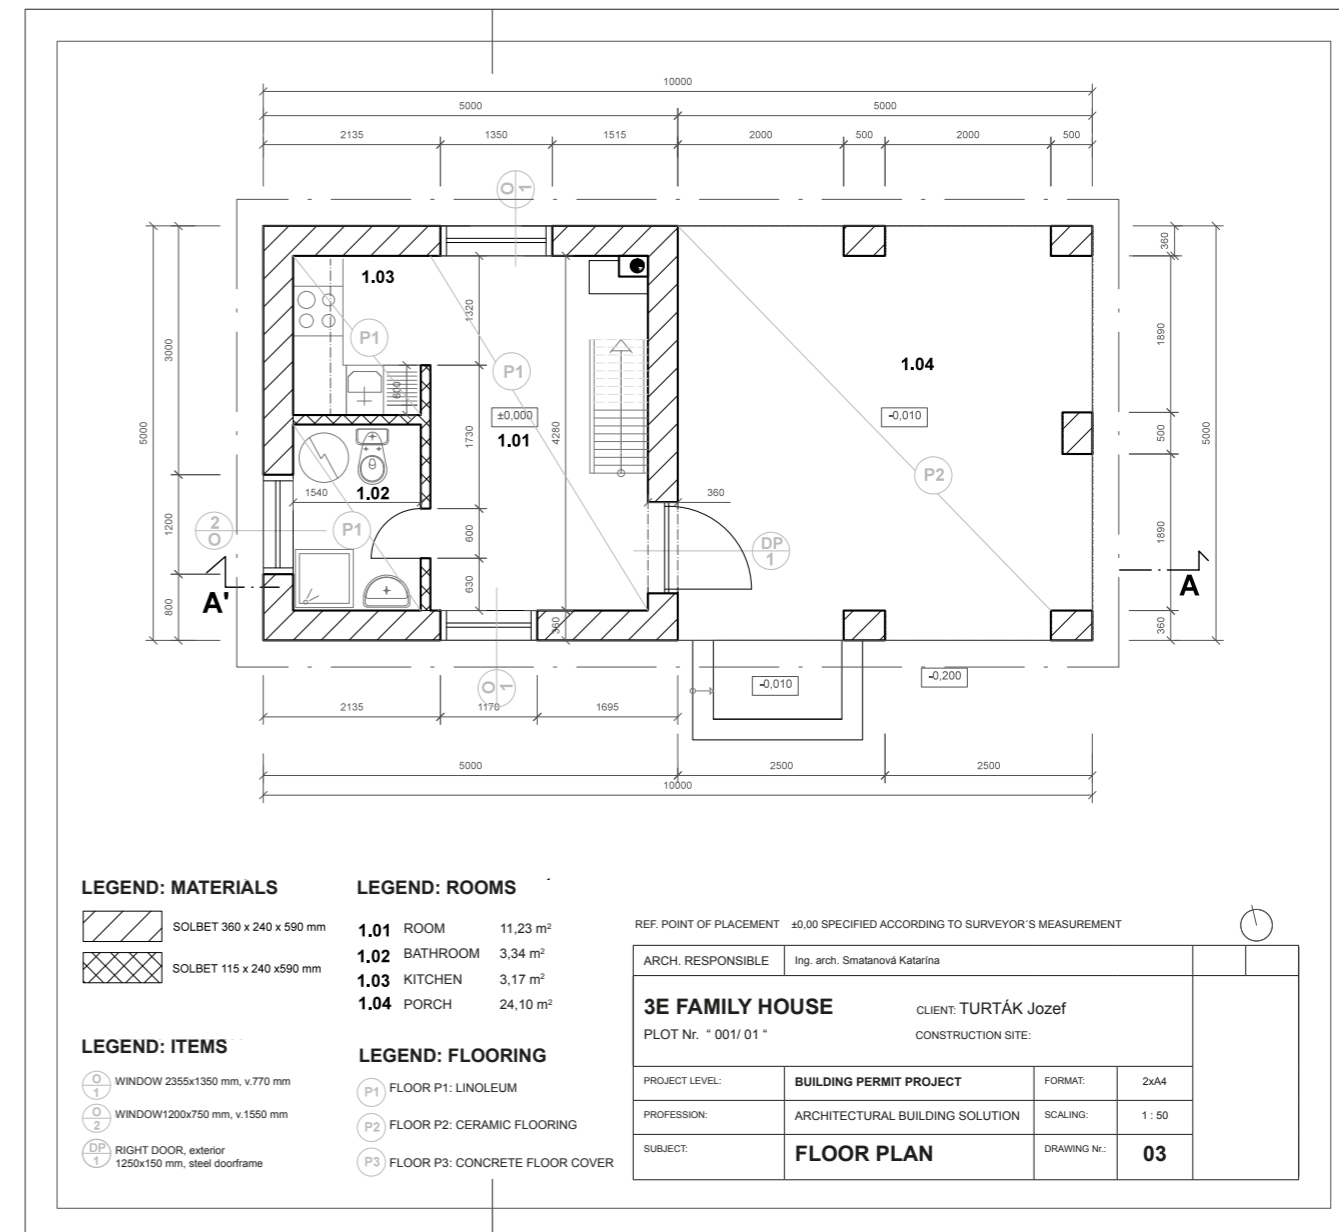 10000
5000 5000
2135 1350 1515 2000 500 2000 500
O 1
1.03
P1
1320
P1
600
±0,000
1.01
1730
4280
1.04
-0,010
P2
360
1890
500
5000
1890
360
3000
5000
1200
800
1540
1.02
P1
2 O
A'
600
630
360
360
DP 1
A
-0,010
-0,200
O 1
2135 1170 1695
5000 2500 2500
10000
LEGEND: MATERIALS
SOLBET 360 x 240 x 590 mm
SOLBET 115 x 240 x590 mm
LEGEND: ROOMS
1.01 ROOM 11,23 m²
1.02 BATHROOM 3,34 m²
1.03 KITCHEN 3,17 m²
1.04 PORCH 24,10 m²
LEGEND: ITEMS
O 1 WINDOW 2355x1350 mm, v.770 mm
O 2 WINDOW1200x750 mm, v.1550 mm
DP 1 RIGHT DOOR, exterior
1250x150 mm, steel doorframe
LEGEND: FLOORING
P1 FLOOR P1: LINOLEUM
P2 FLOOR P2: CERAMIC FLOORING
P3 FLOOR P3: CONCRETE FLOOR COVER
REF. POINT OF PLACEMENT ±0,00 SPECIFIED ACCORDING TO SURVEYOR´S MEASUREMENT
ARCH. RESPONSIBLE Ing. arch. Smatanová Katarína
3E FAMILY HOUSE CLIENT: TURTÁK Jozef
PLOT Nr. “ 001/ 01 “ CONSTRUCTION SITE:
PROJECT LEVEL: BUILDING PERMIT PROJECT FORMAT: 2xA4
PROFESSION: ARCHITECTURAL BUILDING SOLUTION SCALING: 1 : 50
SUBJECT: FLOOR PLAN DRAWING Nr.: 03